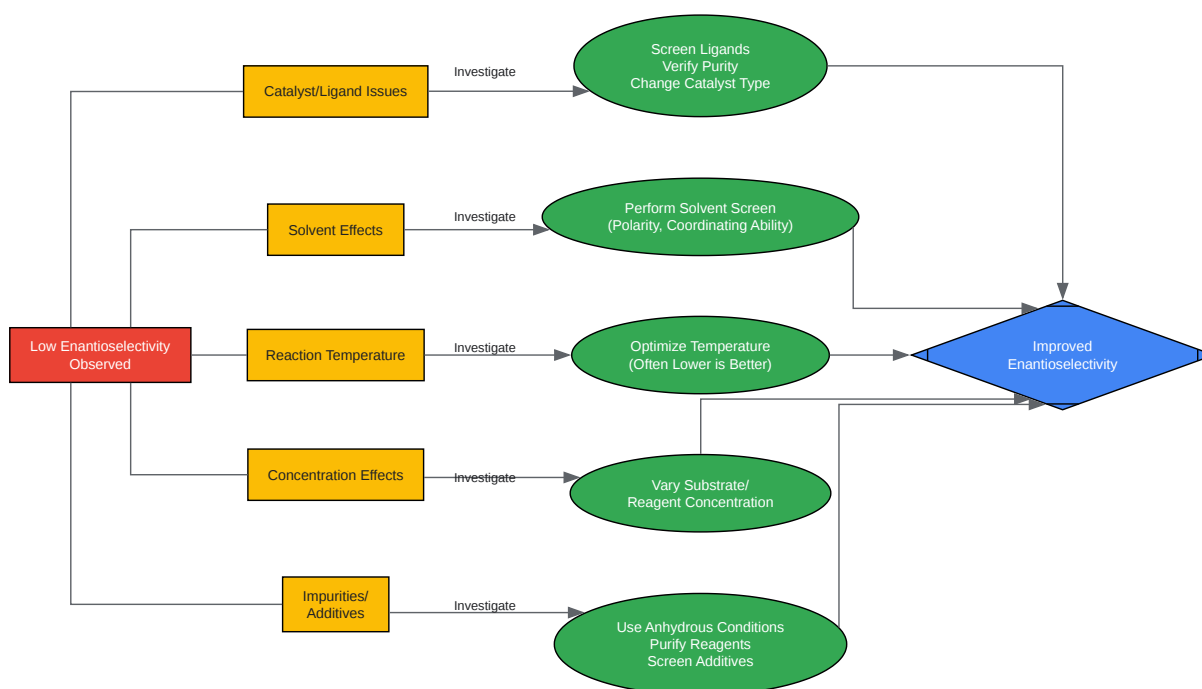 Low Enantioselectivity
Observed
Catalyst/Ligand Issues
Investigate
Screen Ligands
Verify Purity
Change Catalyst Type
Solvent Effects
Investigate
Perform Solvent Screen
(Polarity, Coordinating Ability)
Reaction Temperature
Investigate
Optimize Temperature
(Often Lower is Better)
Concentration Effects
Investigate
Vary Substrate/
Reagent Concentration
Impurities/
Additives
Investigate
Use Anhydrous Conditions
Purify Reagents
Screen Additives
Improved
Enantioselectivity